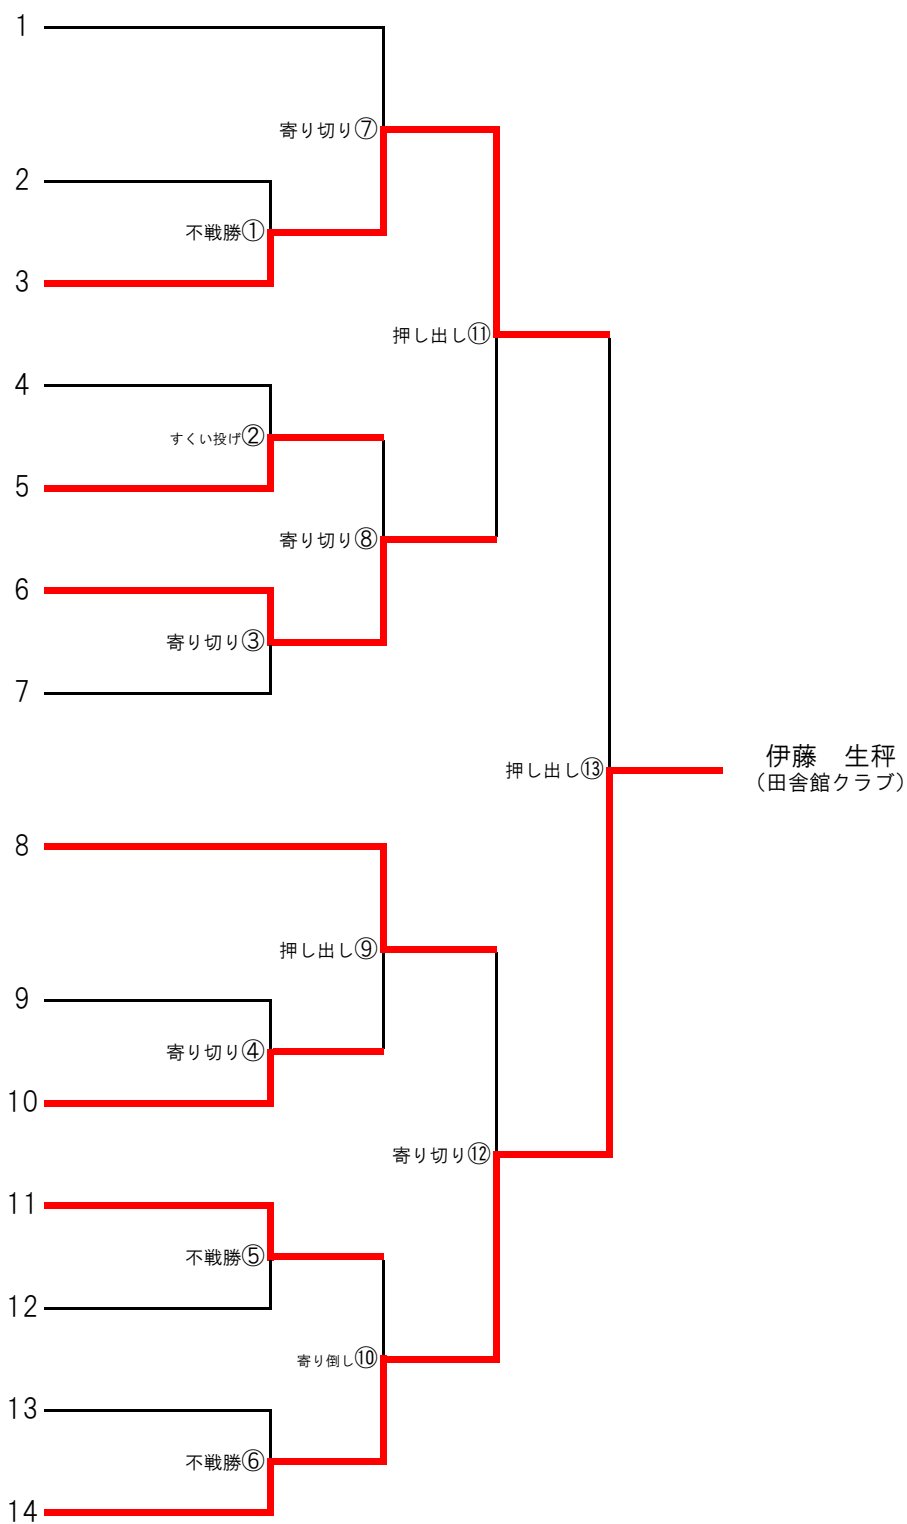 1
寄り切り⑦
2
不戦勝①
3
押し出し⑪
4
すくい投げ②
5
寄り切り⑧
6
寄り切り③
7
伊藤　生秤
押し出し⑬
（田舎館クラブ）
8
押し出し⑨
9
寄り切り④
10
寄り切り⑫
11
不戦勝⑤
12
寄り倒し⑩
13
不戦勝⑥
14